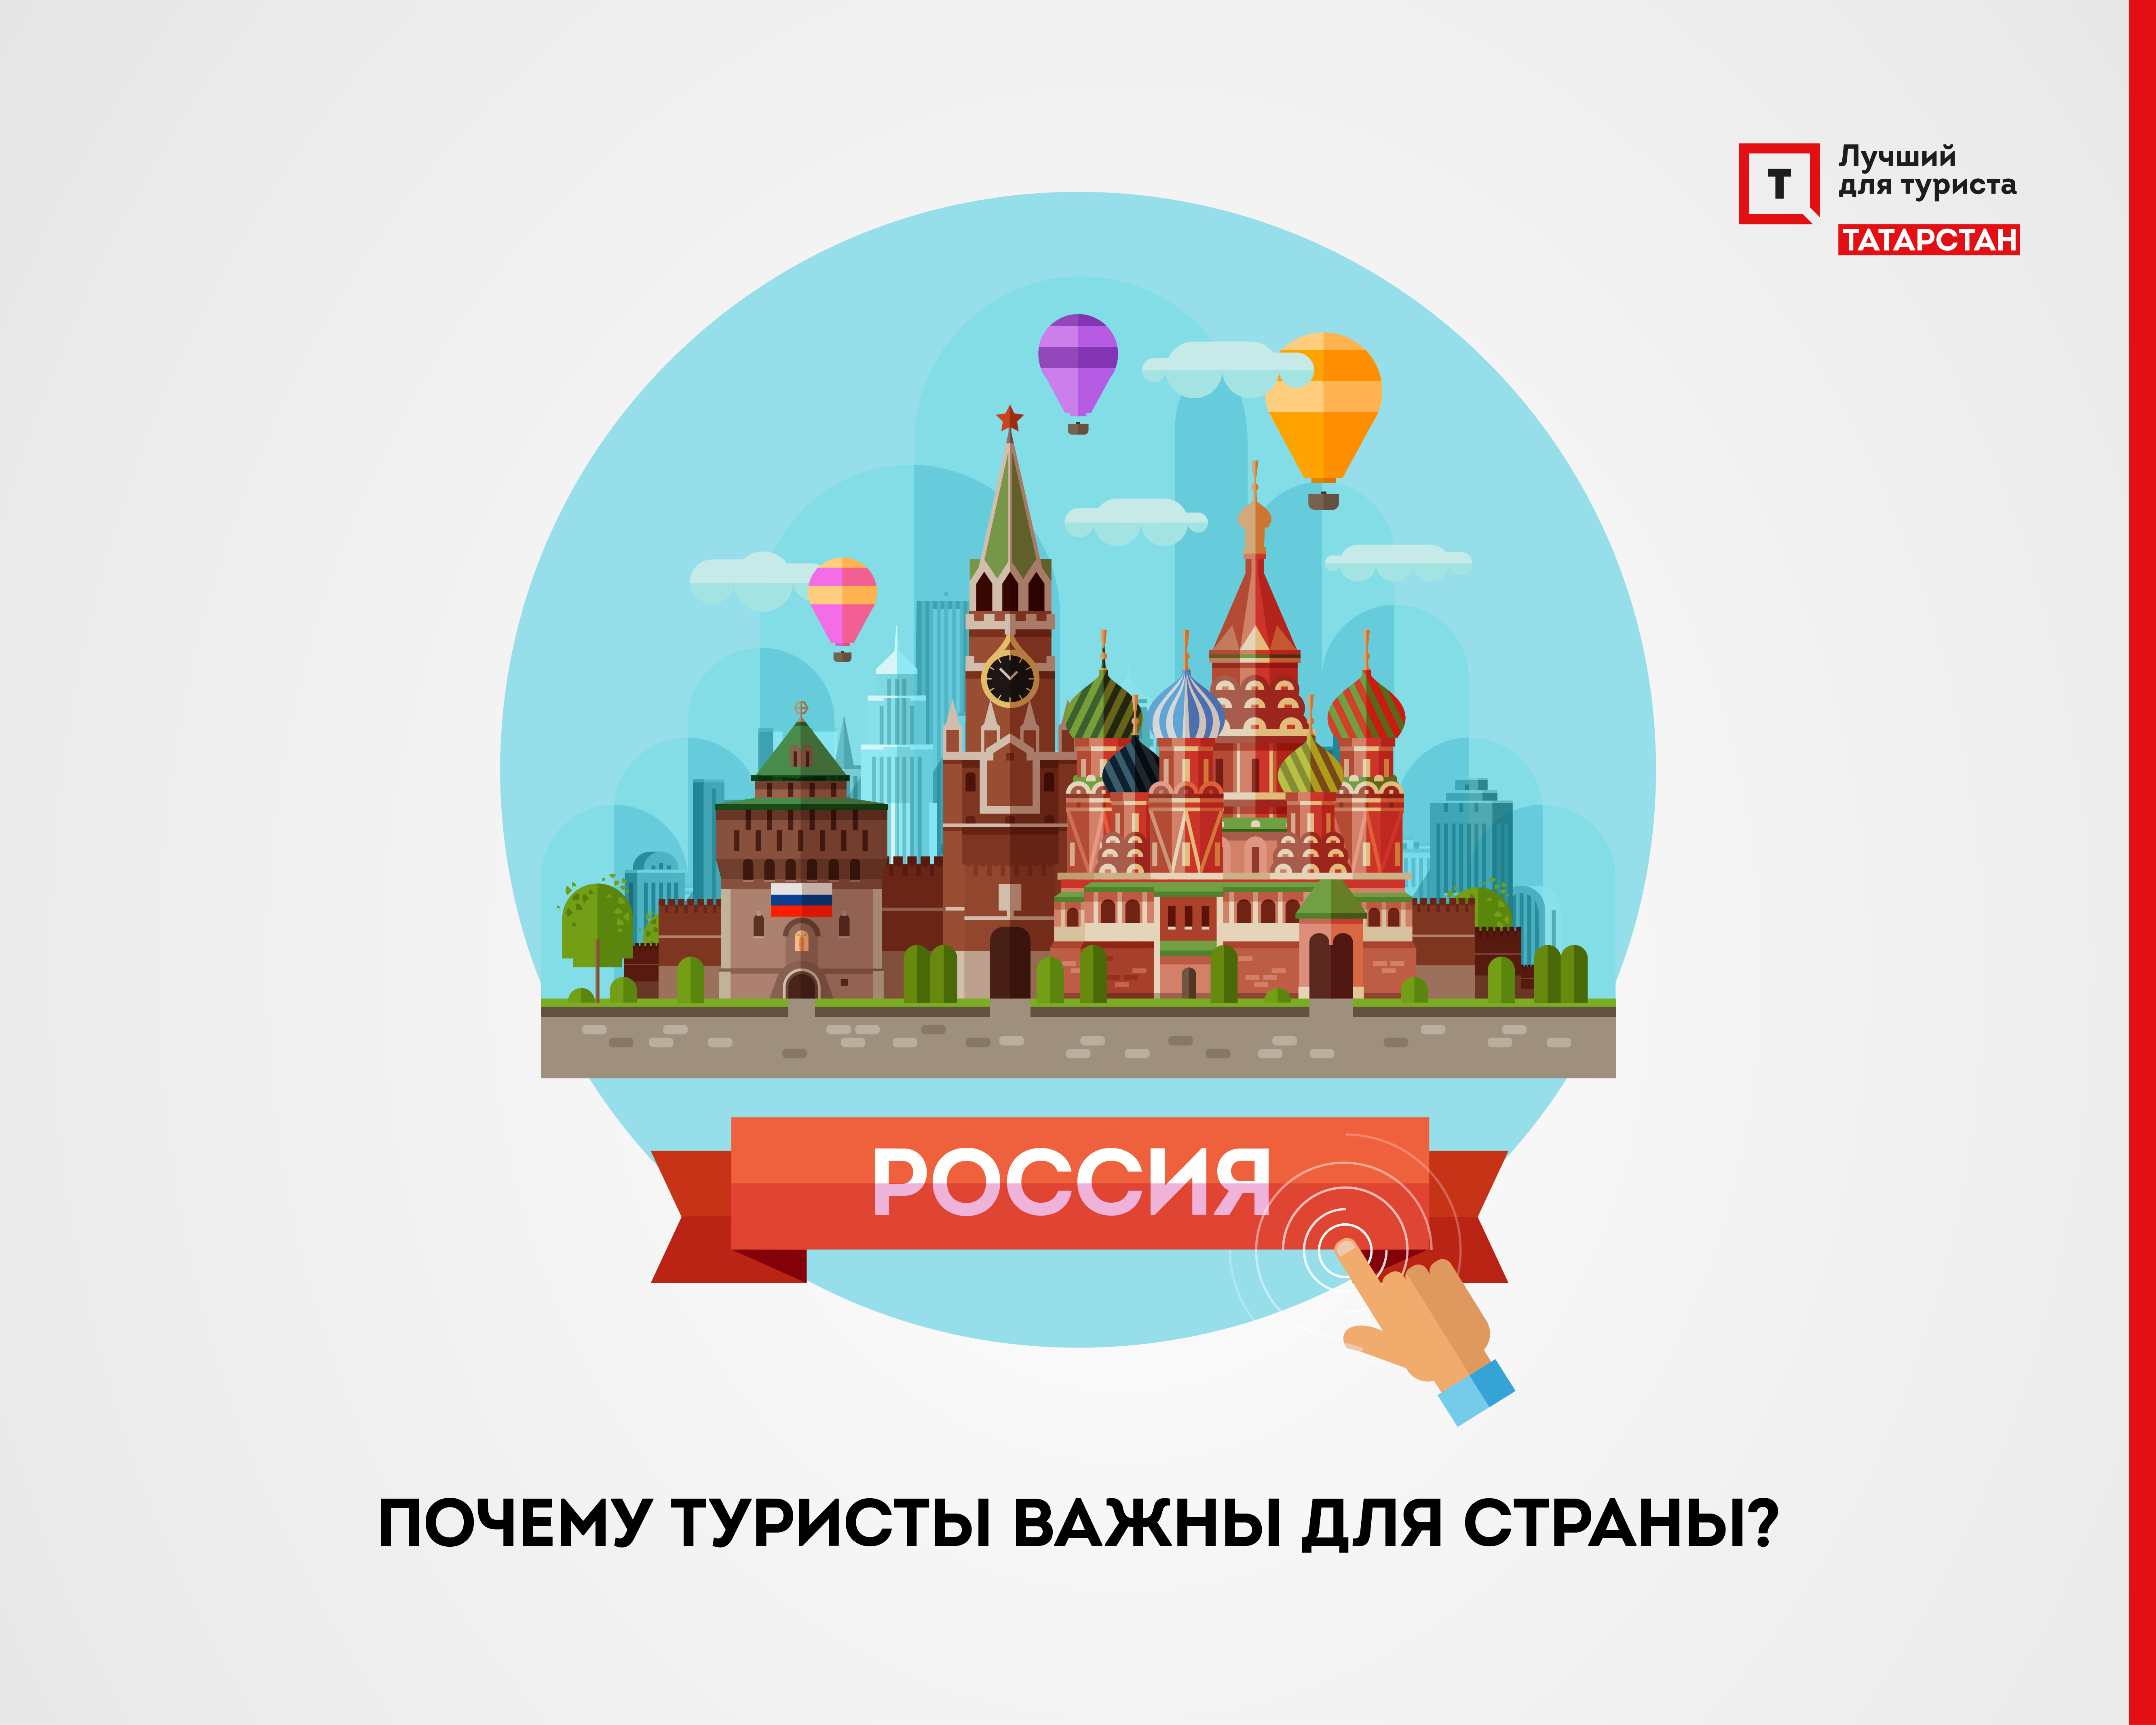 Т
Лучший
для туриста
ТАТАРСТАН
РОССИЯ
ПОЧЕМУ ТУРИСТЫ ВАЖНЫ ДЛЯ СТРАНЫ?